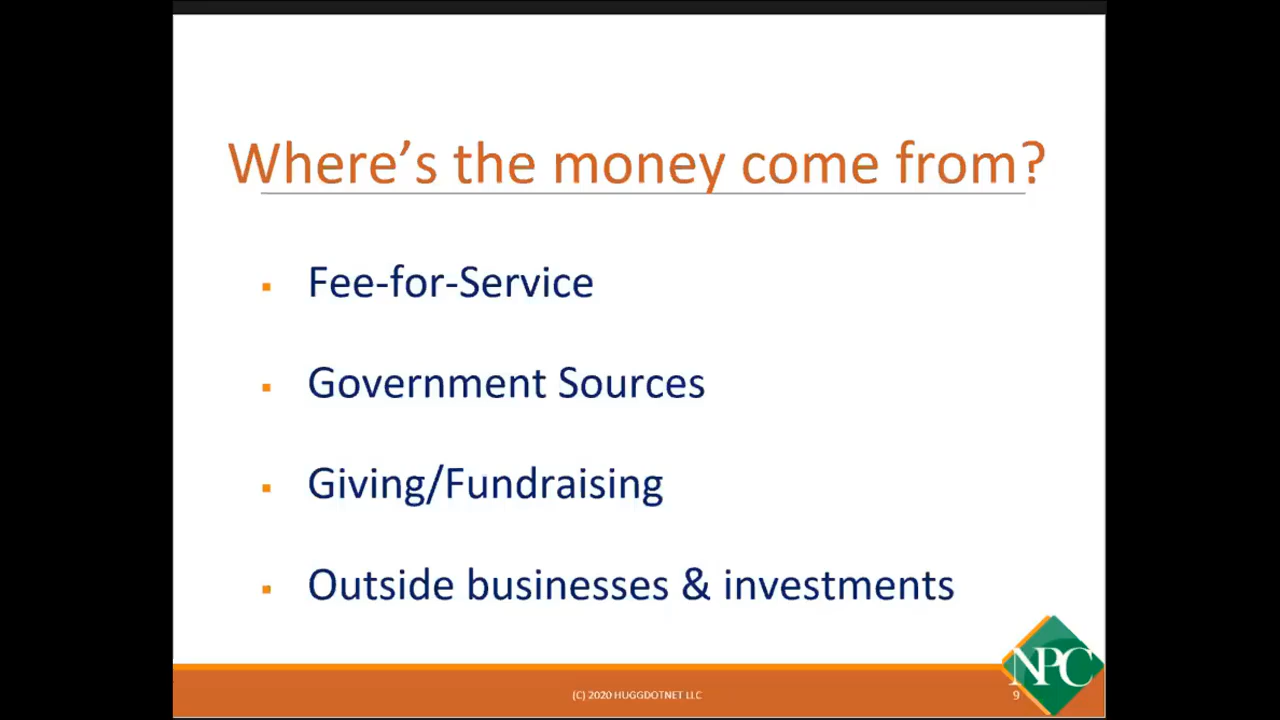 Where’s the money come from?
▪ Fee-for-Service
▪ Government Sources
▪ Giving/Fundraising
▪ Outside businesses & investments
NPC
(C) 2020 HUGGDOTNET LLC
9